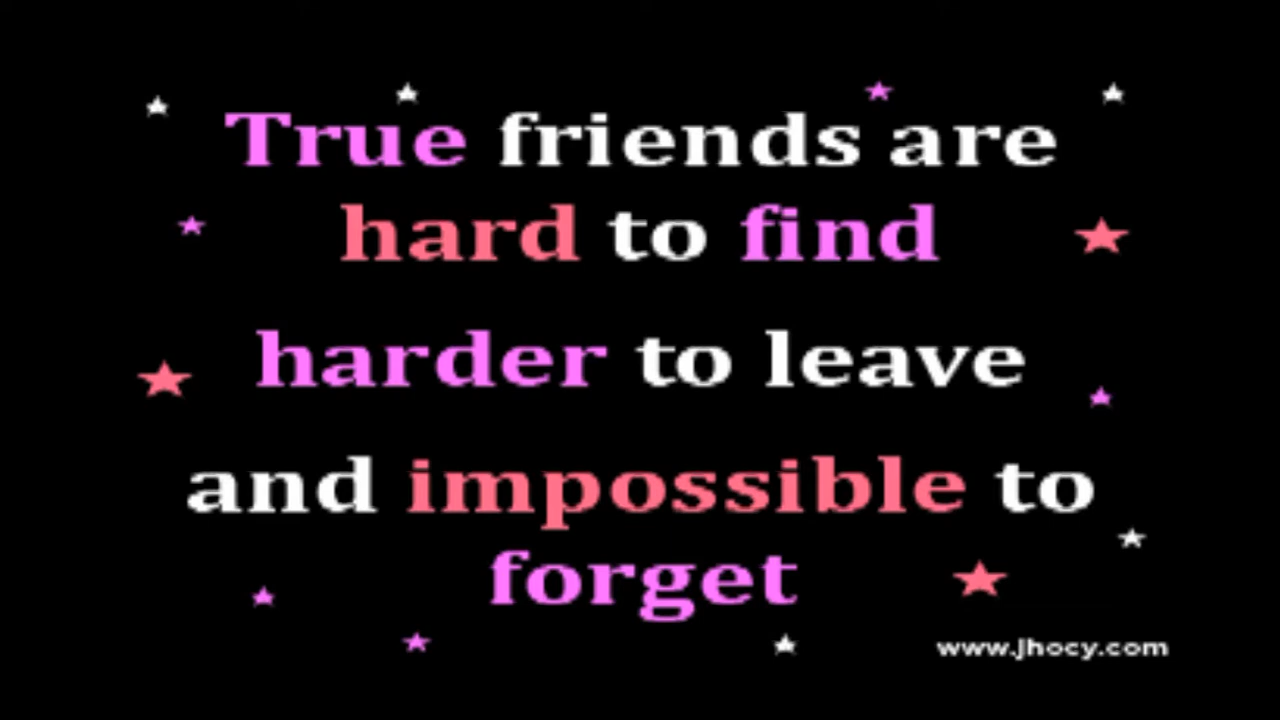 True friends are
hard to find
harder to leave
and impossible to
forget
www.Jhocy.com